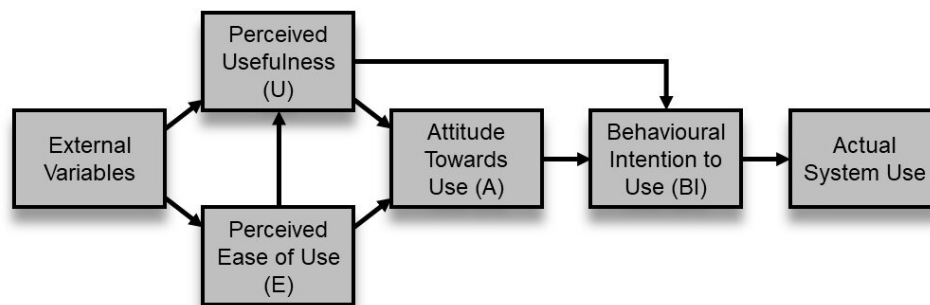 External
Variables
Perceived
Usefulness
(U)
Perceived
Ease of Use
(E)
Attitude
Towards
Use (A)
Behavioural
Intention to
Use (BI)
Actual
System Use